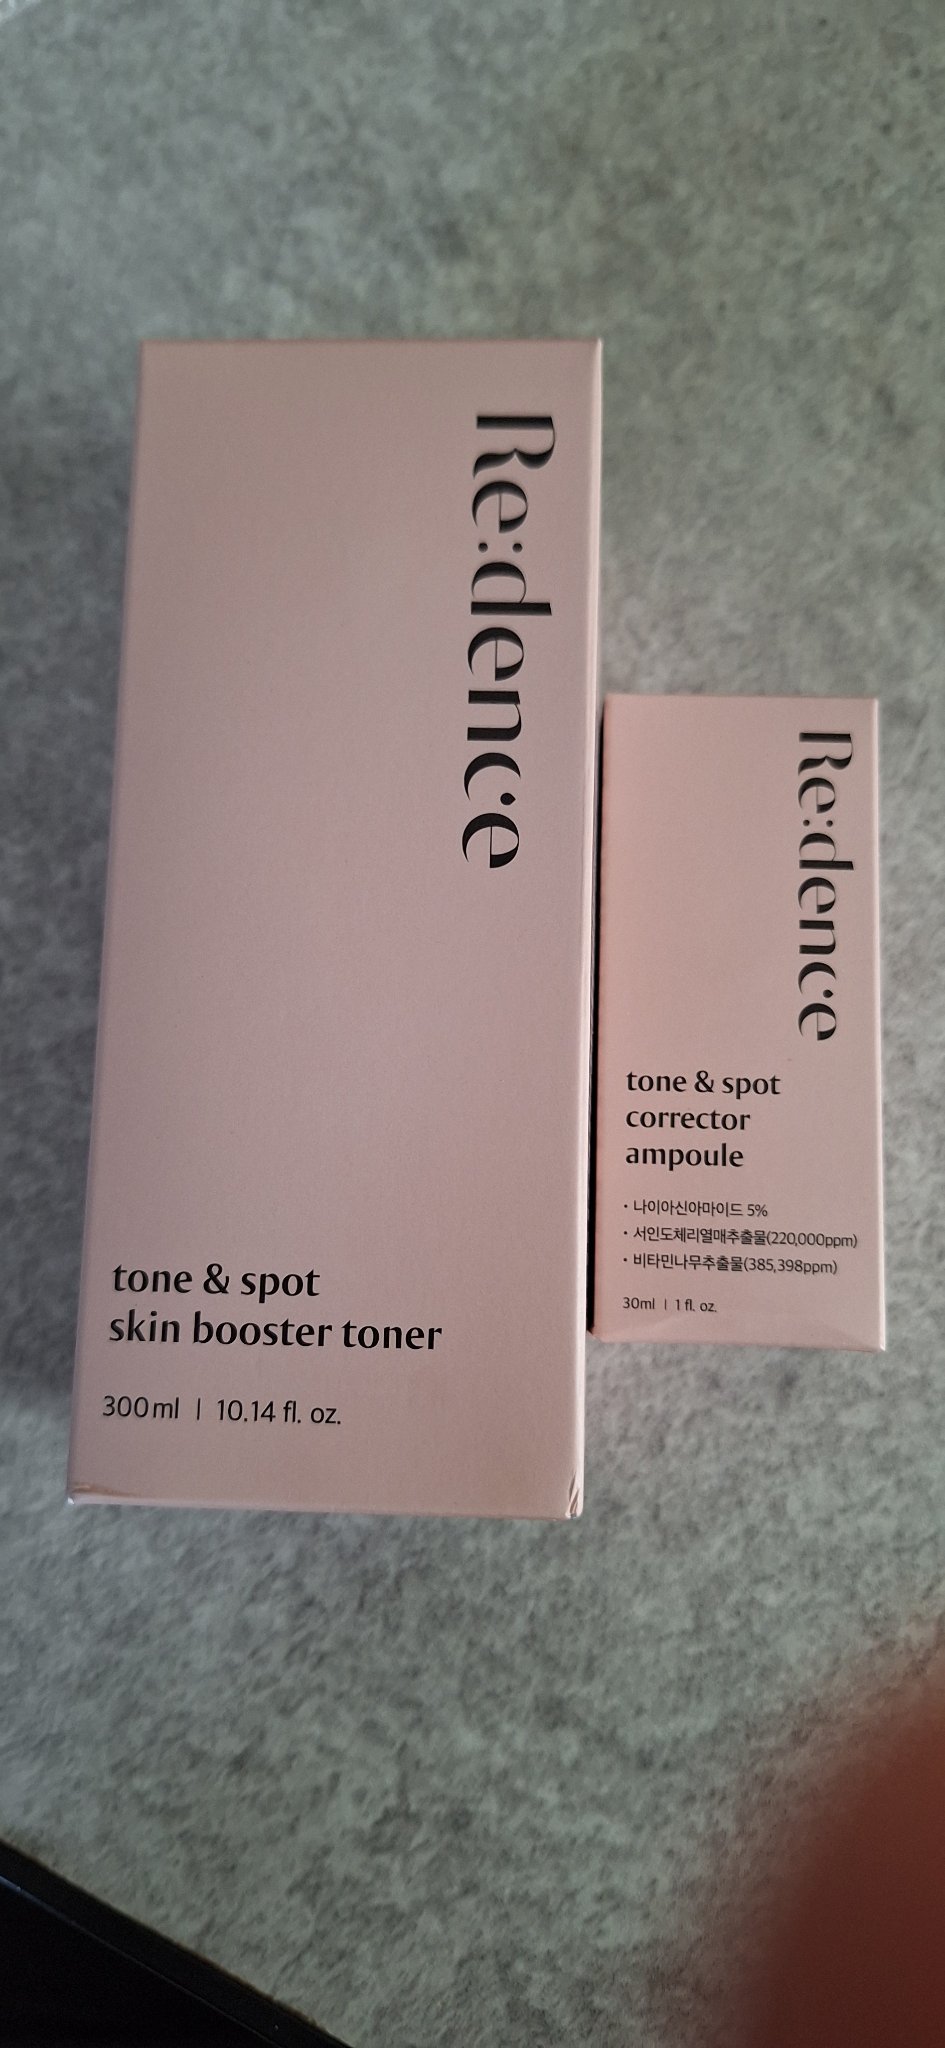 Re:dence
tone & spot
skin booster toner
300ml | 10.14 fl. oz.
Re:dence
tone & spot
corrector
ampoule
• 나이아신아마이드 5%
• 서인도체리열매추출물(220,000ppm)
• 비타민나무추출물(385,398ppm)
30ml | 1 fl. oz.